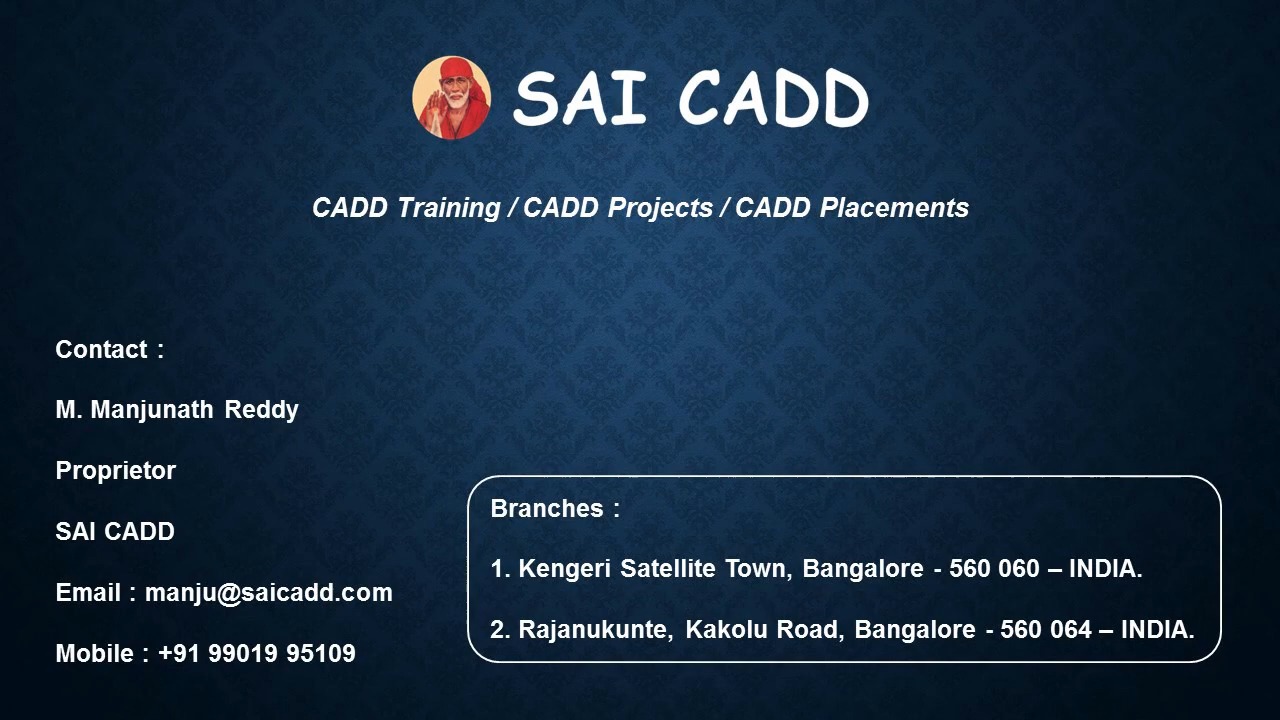 SAI CADD
CADD Training / CADD Projects / CADD Placements
Contact :
M. Manjunath Reddy
Proprietor
SAI CADD
Email : manju@saicadd.com
Mobile : +91 99019 95109
Branches :
1. Kengeri Satellite Town, Bangalore - 560 060 – INDIA.
2. Rajanukunte, Kakolu Road, Bangalore - 560 064 – INDIA.